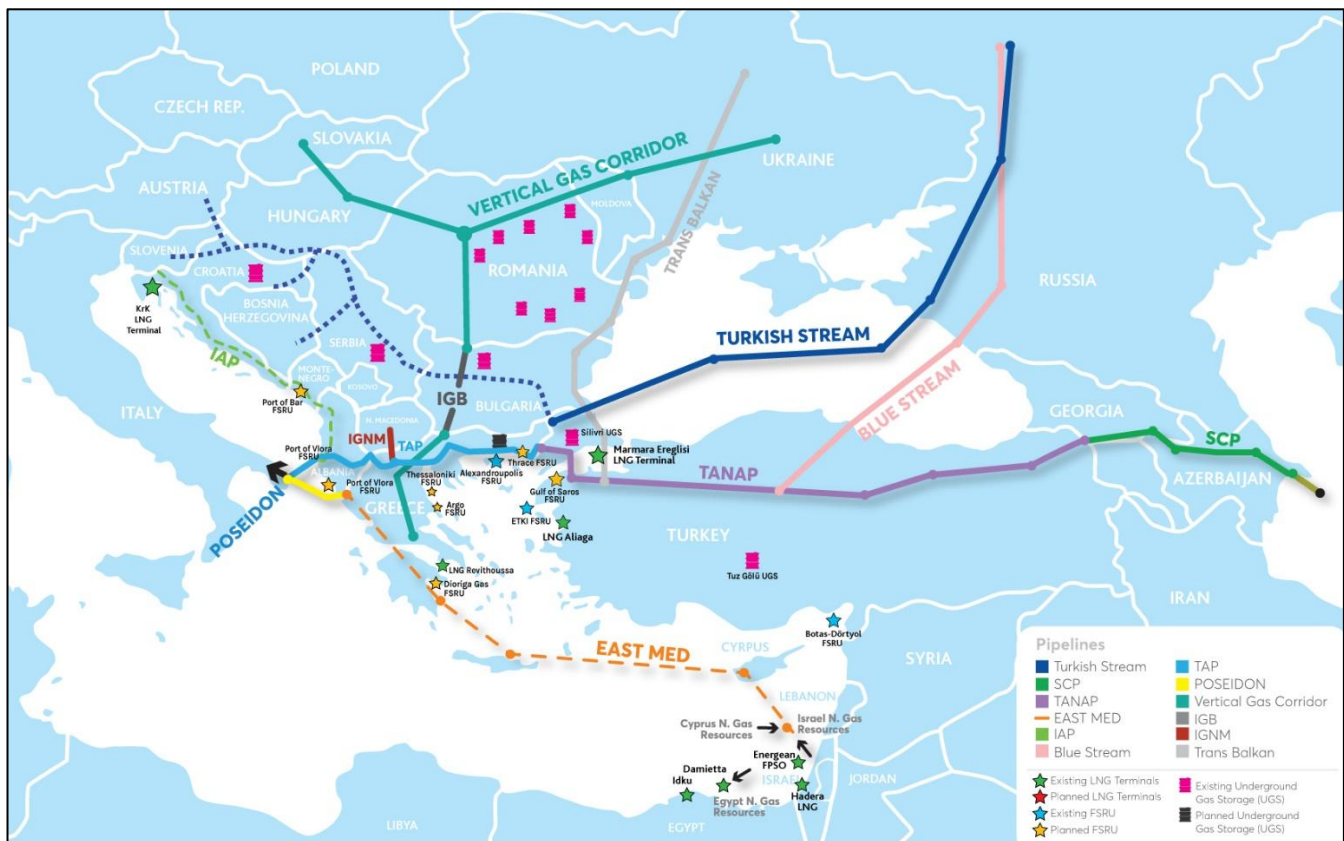 POLAND
CZECH REP.
SLOVAKIA
UKRAINE
VERTICAL GAS CORRIDOR
AUSTRIA
HUNGARY
MOLDOVA
TRANS BALKAN
SLOVENIA
CROATIA
ROMANIA
RUSSIA
KrK
LNG
Terminal
BOSNIA
HERZEGOVINA
SERBIA
TURKISH STREAM
IAP
MONTE-
NEGRO
KOSOVO
Port of Bar
FSRU
IGB
BULGARIA
BLUE STREAM
GEORGIA
ITALY
N. MACEDONIA
IGNM
TAP
Silivri UGS
Marmara Ereglisi
LNG Terminal
SCP
AZERBAIJAN
Port of Vlora
FSRU
ALBANIA
Port of Vlora
FSRU
Thessaloniki
FSRU
Alexandroupolis
FSRU
Thrace FSRU
Gulf of Saros
FSRU
TANAP
POSEIDON
GREECE
Argo
FSRU
ETKI FSRU
LNG Aliaga
TURKEY
LNG Revithoussa
Dioriga Gas
FSRU
Tuz Gölü UGS
IRAN
Botas-Dörtyol
FSRU
EAST MED
CYRPUS
SYRIA
LEBANON
Cyprus N. Gas
Resources
Israel N. Gas
Resources
Energean
FPSO
Damietta
Idku
ISRAEL
JORDAN
Egypt N. Gas
Resources
Hadera
LNG
LIBYA
EGYPT
Pipelines
Turkish Stream
SCP
TANAP
EAST MED
IAP
Blue Stream
TAP
POSEIDON
Vertical Gas Corridor
IGB
IGNM
Trans Balkan
Existing LNG Terminals
Planned LNG Terminals
Existing FSRU
Planned FSRU
Existing Underground
Gas Storage (UGS)
Planned Underground
Gas Storage (UGS)